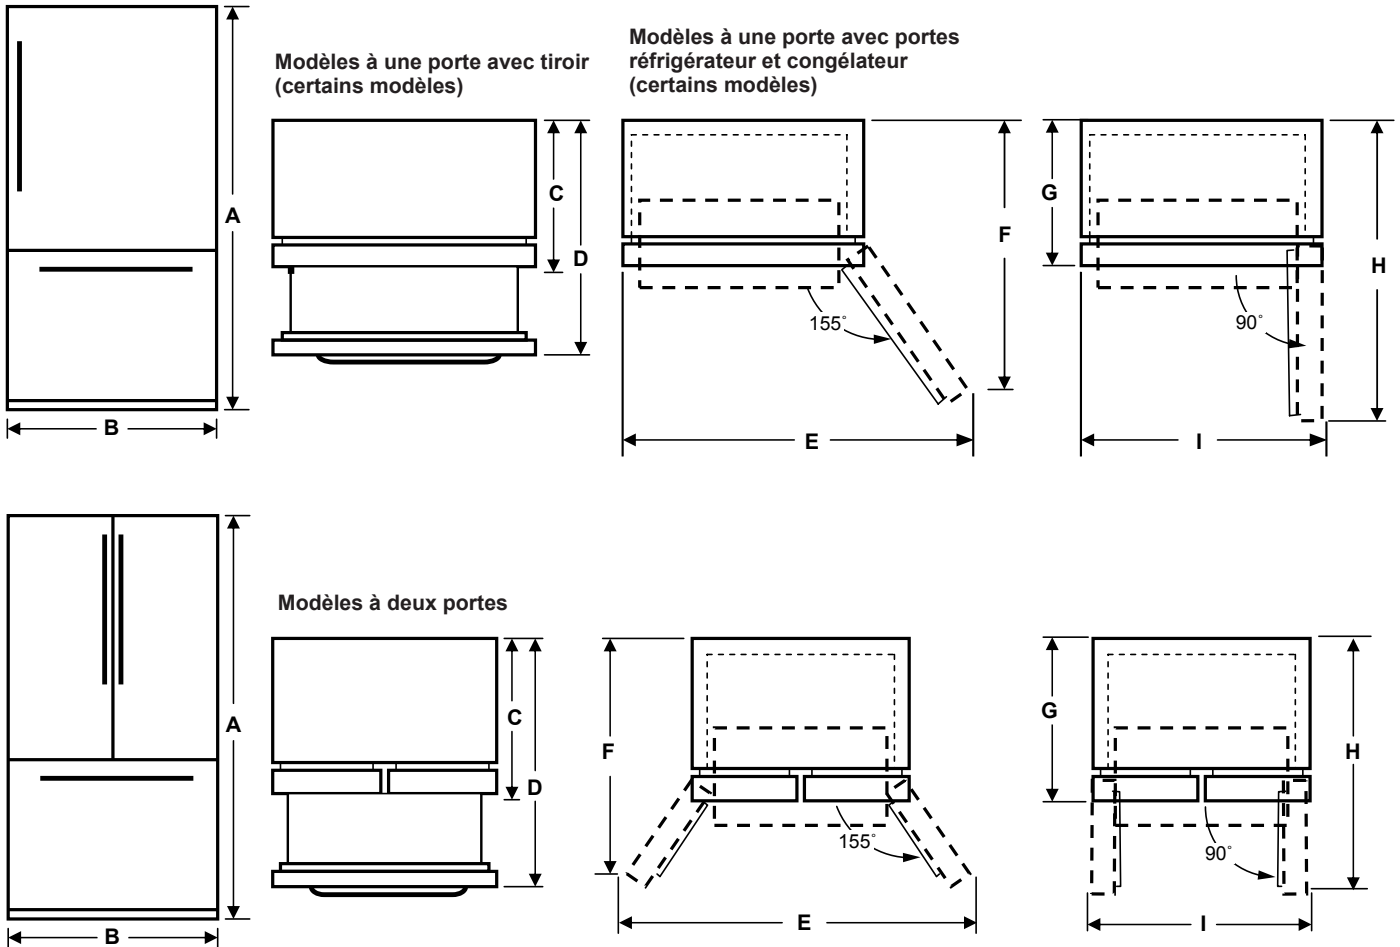 Modèles à une porte avec tiroir
(certains modèles)
Modèles à une porte avec portes
réfrigérateur et congélateur
(certains modèles)
A
B
C
D
155°
F
E
G
90°
H
I
Modèles à deux portes
A
B
C
D
F
155°
E
G
90°
H
I